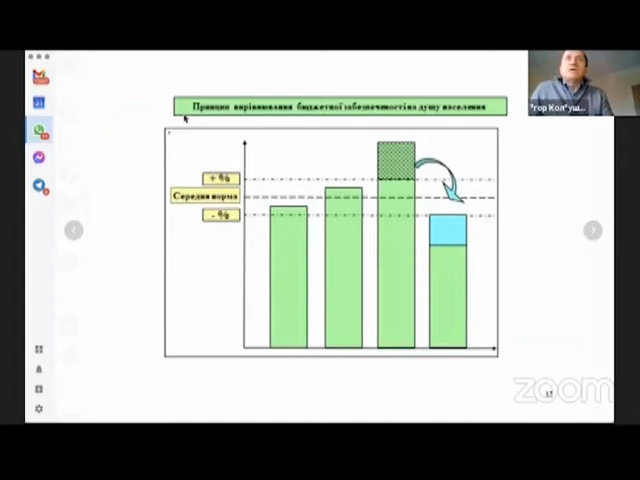 Принцип вирівнювання бюджетної забезпеченості на душу населення
+ %
Середня норма
- %
zoom